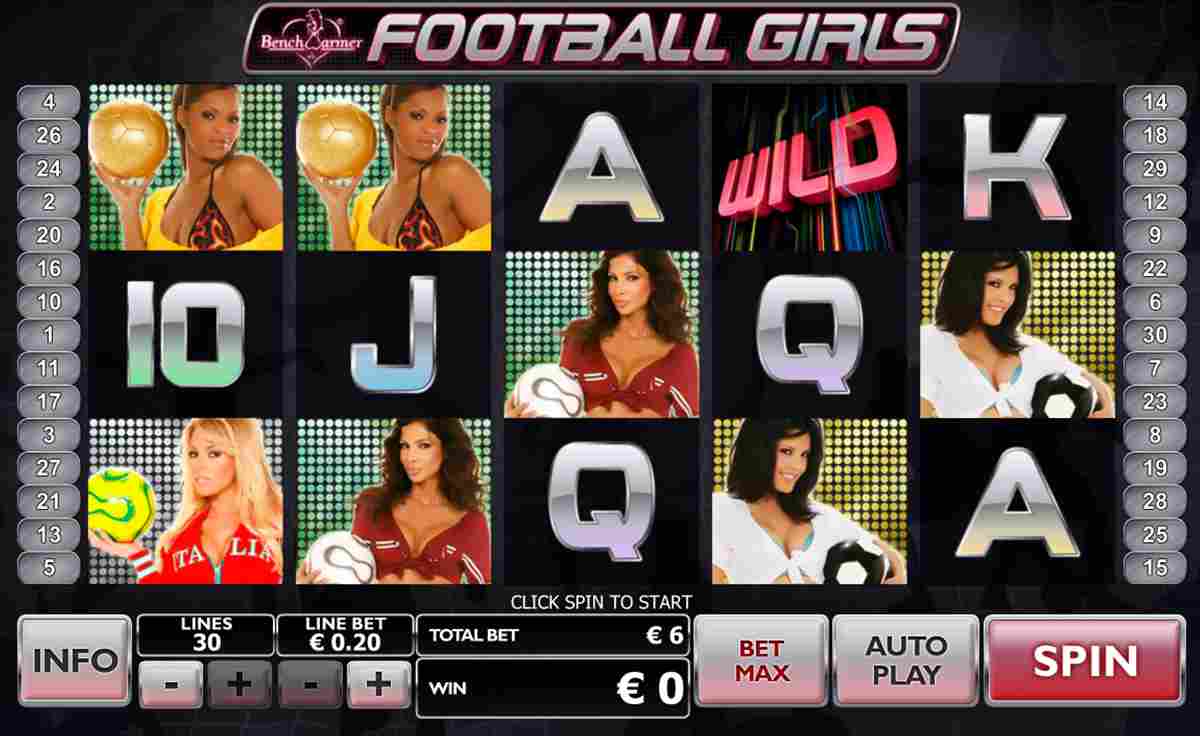 Bench Warmer FOOTBALL GIRLS
4
26
24
2
20
16
10
1
11
17
3
27
21
13
5
A WILD K
10 J Q
ITALIA Q A
14
18
29
12
9
22
6
30
7
23
8
19
28
25
15
CLICK SPIN TO START
INFO
LINES
30
- +
LINE BET
€ 0.20
- +
TOTAL BET € 6
WIN € 0
BET
MAX
AUTO
PLAY
SPIN